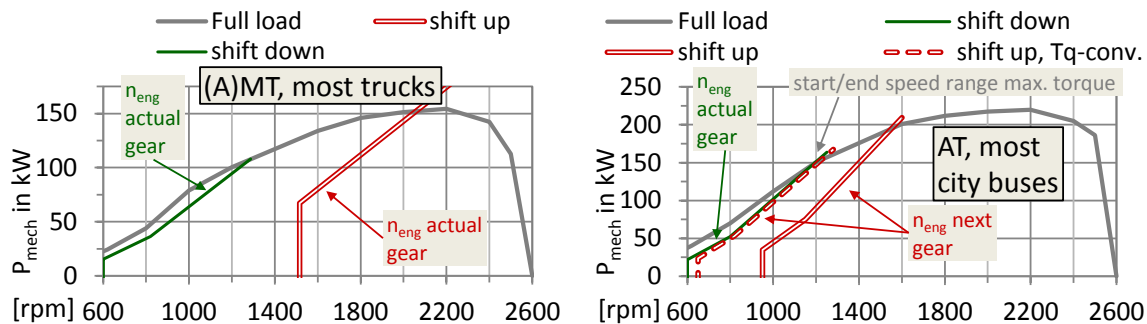 Full load
shift up
shift down
n_eng
actual
gear
(A)MT, most trucks
n_eng actual
gear
P_mech in kW
150
100
50
0
[rpm]
600
1000
1400
1800
2200
2600
Full load
shift down
shift up
shift up, Tq-conv.
n_eng
actual
gear
start/end speed range max. torque
AT, most
city buses
n_eng next
gear
P_mech in kW
250
200
150
100
50
0
[rpm]
600
1000
1400
1800
2200
2600